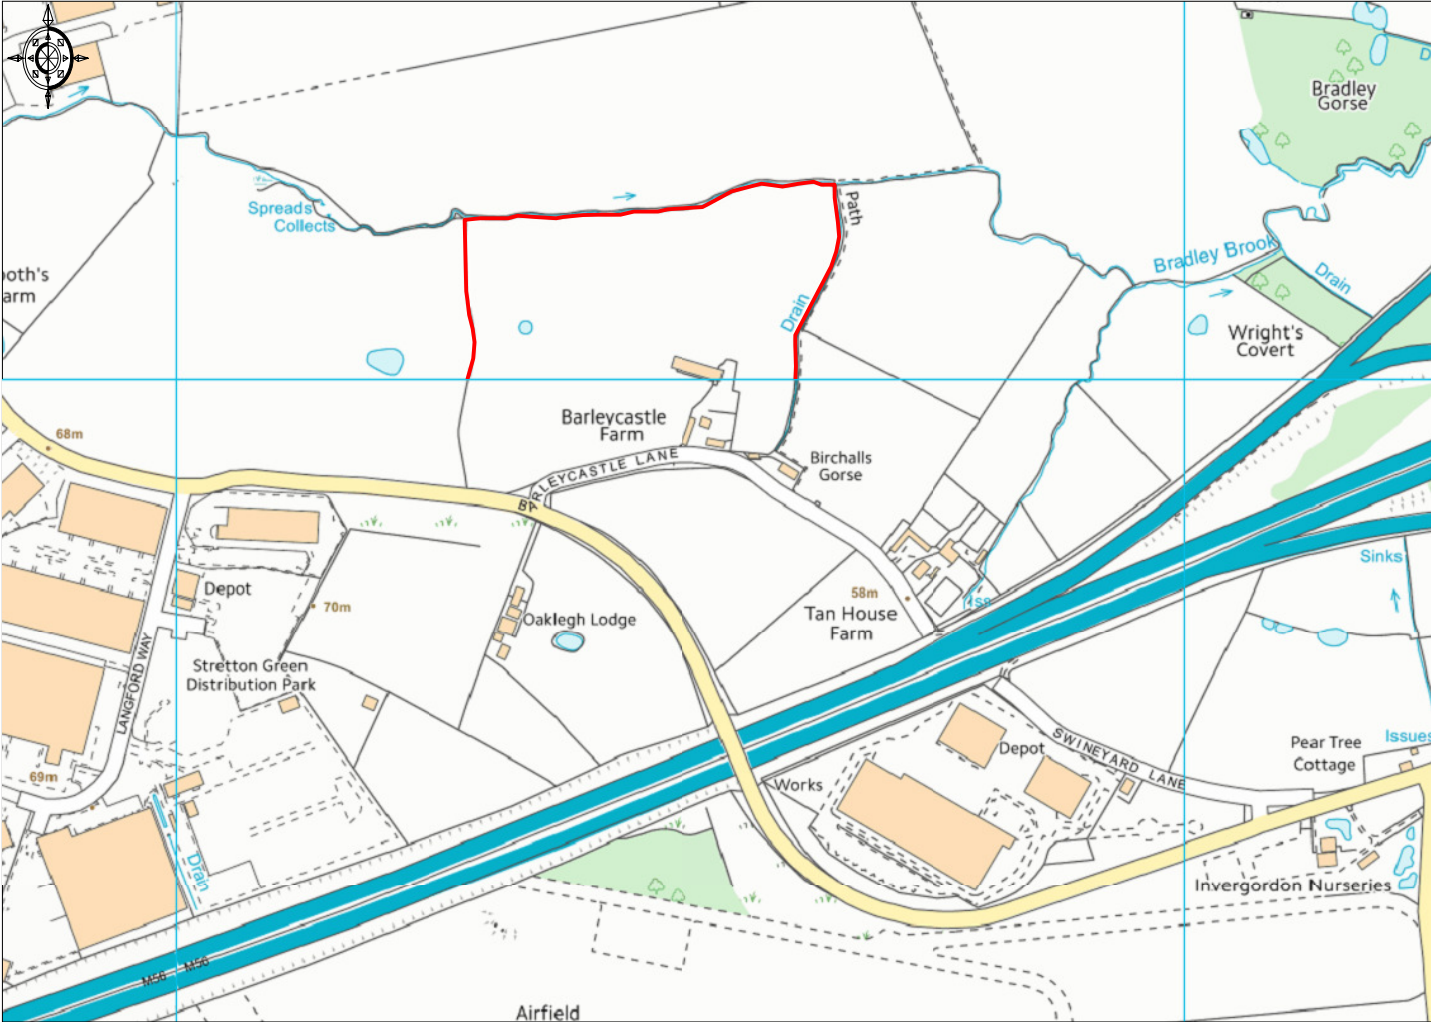 Bradley
Gorse
D
Spreads
Collects
Path
Bradley Brook
Drain
ooth's
arm
Drain
Wright's
Covert
68m
Barleycastle
Farm
BARLEYCASTLE LANE
Birchalls
Gorse
Sinks
Depot
70m
58m
Iss
Oaklegh Lodge
Tan House
Farm
LANGFORD WAY
Stretton Green
Distribution Park
SWINEYARD LANE
Depot
Pear Tree
Cottage
Issues
69m
Works
Drain
Invergordon Nurseries
M56
M56
Airfield